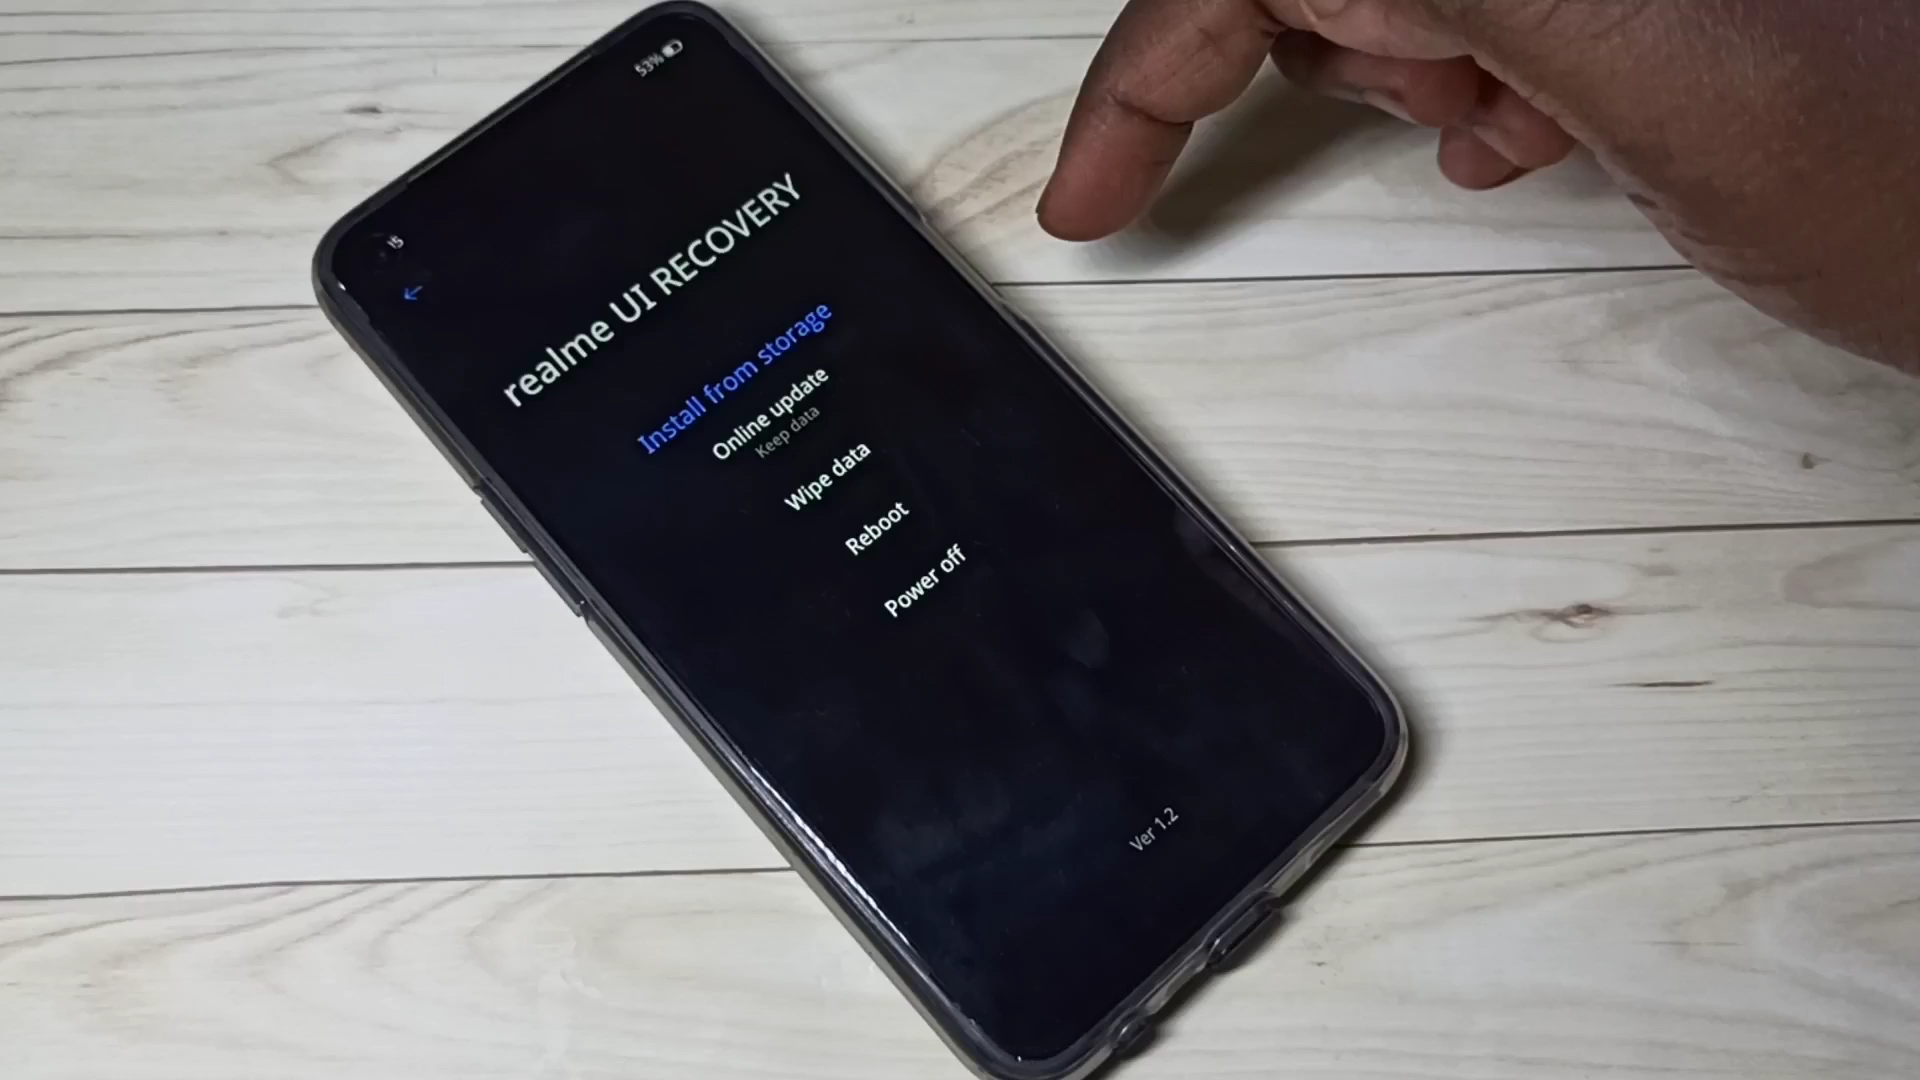 53%
realme UI RECOVERY
Install from storage
Online update
Keep data
Wipe data
Reboot
Power off
Ver 1.2